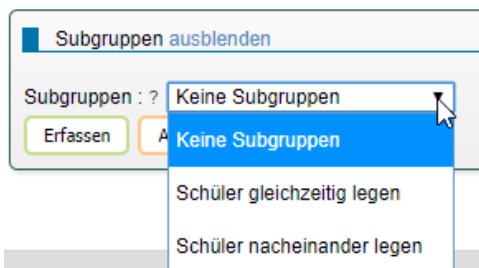 Subgruppen ausblenden
Subgruppen : ? Keine Subgruppen
Erfassen A
Keine Subgruppen
Schüler gleichzeitig legen
Schüler nacheinander legen